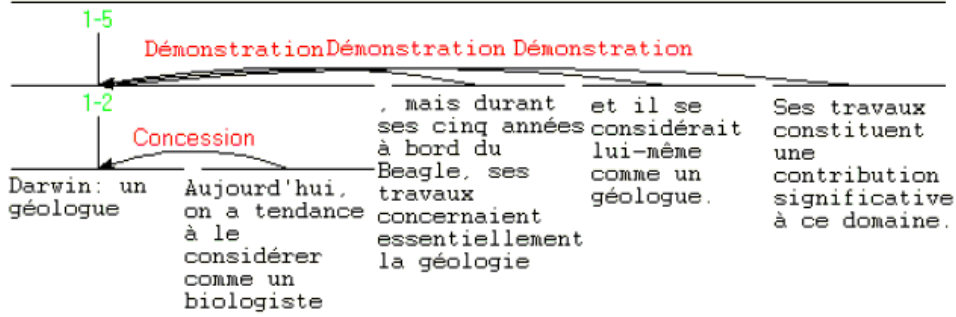 1-5
Démonstration Démonstration Démonstration
1-2
Concession
Darwin: un
géologue
Aujourd'hui,
on a tendance
à le
considérer
comme un
biologiste
, mais durant
ses cinq années
à bord du
Beagle, ses
travaux
concernaient
essentiellement
la géologie
et il se
considérait
lui-même
comme un
géologue.
Ses travaux
constituent
une
contribution
significative
à ce domaine.